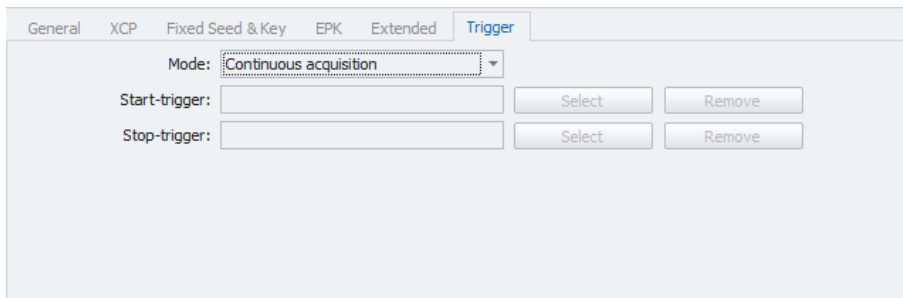 General XCP Fixed Seed & Key EPK Extended Trigger
Mode: Continuous acquisition
Start-trigger: Select Remove
Stop-trigger: Select Remove